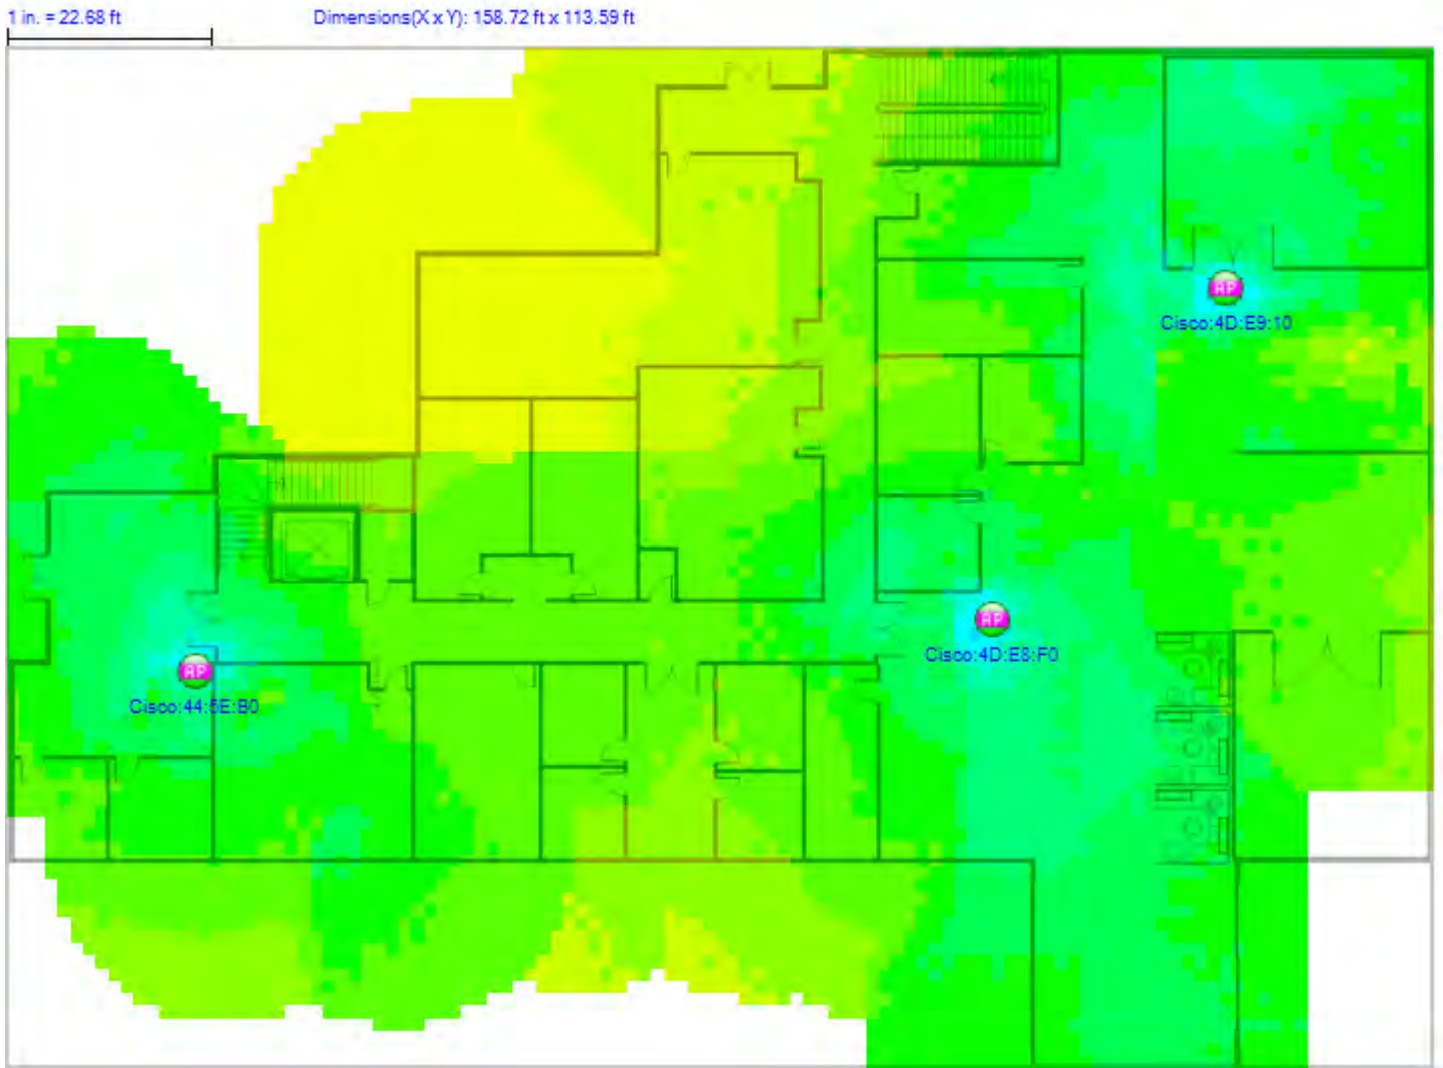 1 in. = 22.68 ft
Dimensions(X x Y): 158.72 ft x 113.59 ft
AP
Cisco:4D:E9:10
AP
Cisco:4D:E8:F0
AP
Cisco:44:5E:B0